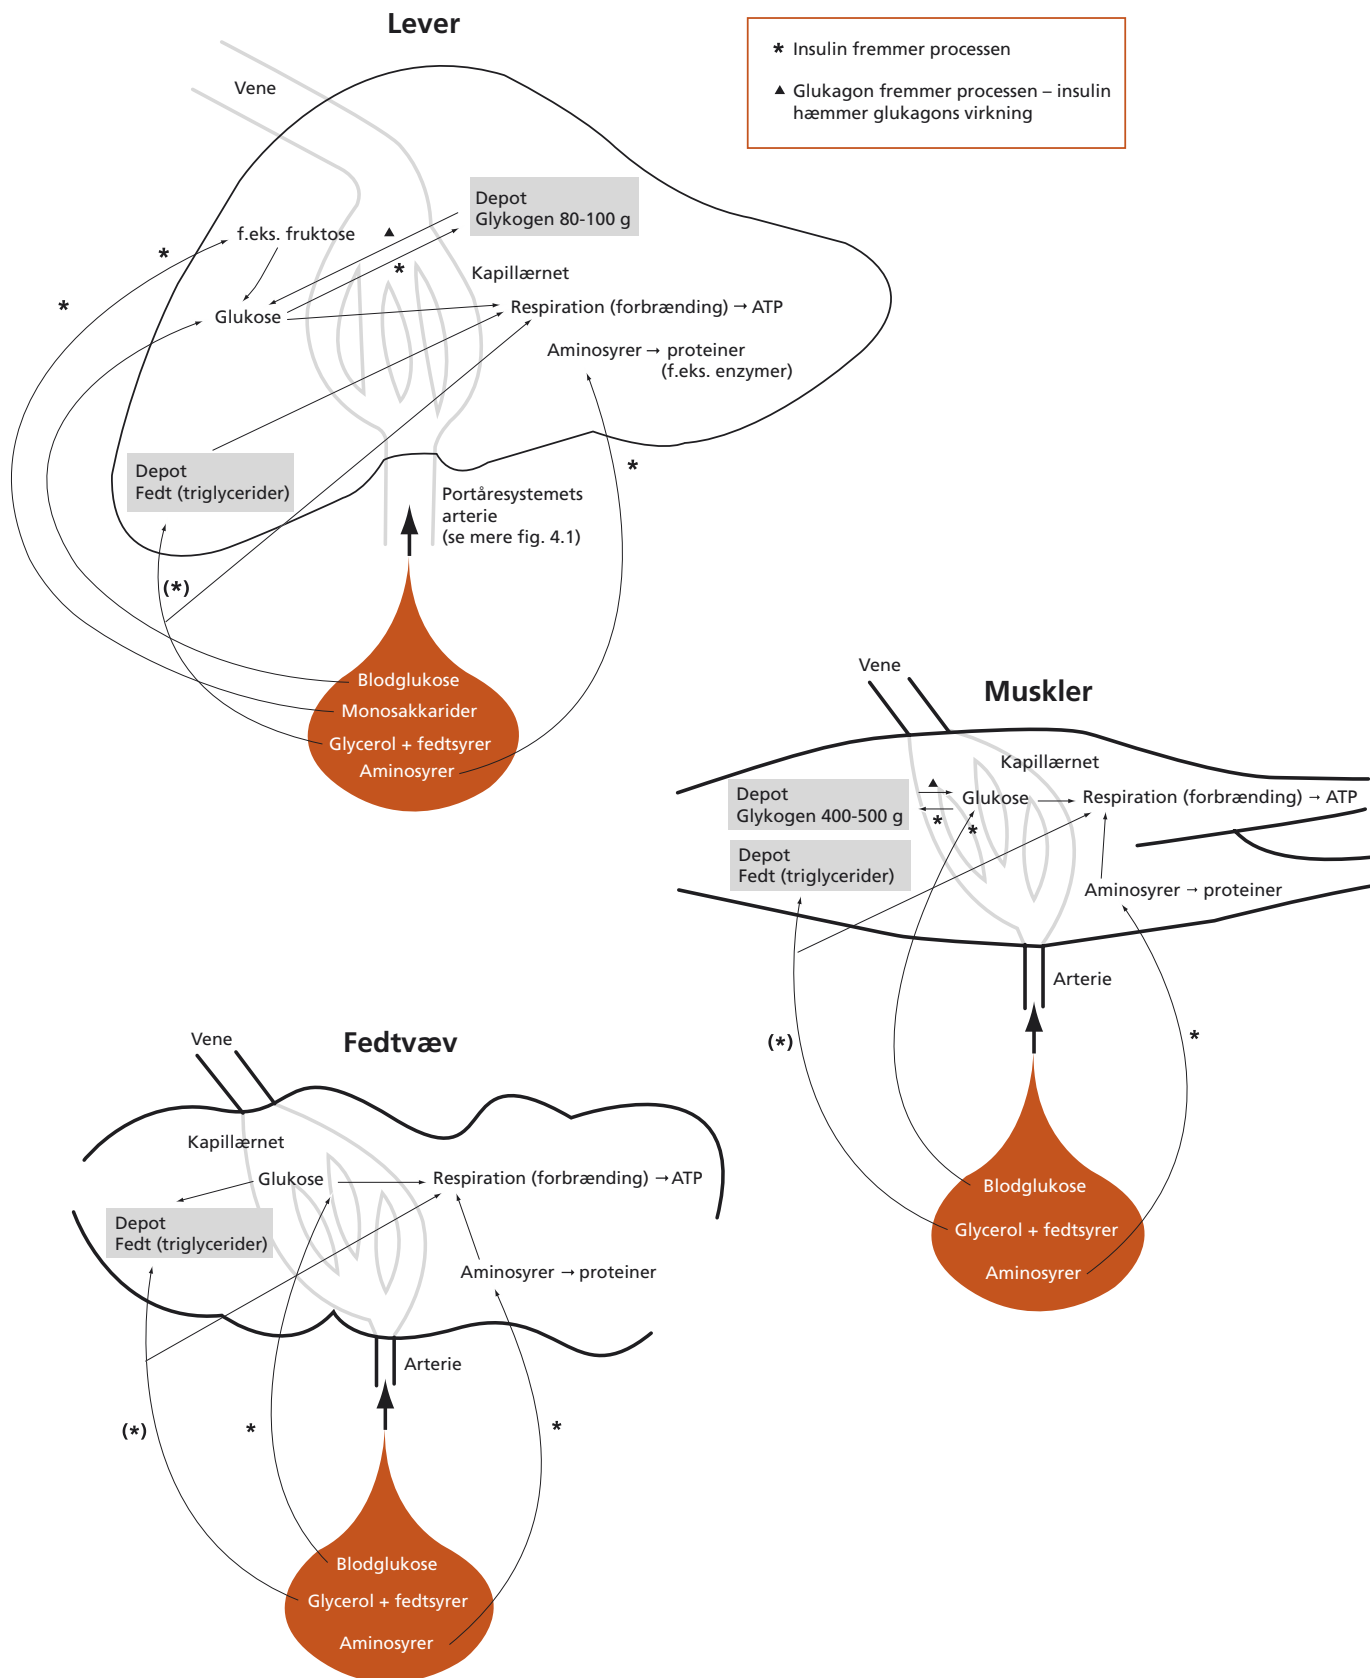 Lever
* Insulin fremmer processen
▲ Glukagon fremmer processen – insulin
hæmmer glukagons virkning
Vene
Depot
Glykogen 80-100 g
f.eks. fruktose
▲
*
*
*
Kapillærnet
Glukose
Respiration (forbrænding) → ATP
Aminosyrer → proteiner
(f.eks. enzymer)
Depot
Fedt (triglycerider)
*
Portåresystemets
arterie
(se mere fig. 4.1)
(*)
Blodglukose
Monosakkarider
Glycerol + fedtsyrer
Aminosyrer
Muskler
Vene
Kapillærnet
Depot
Glykogen 400-500 g
▲
*
*
Glukose
Respiration (forbrænding) → ATP
Depot
Fedt (triglycerider)
Aminosyrer → proteiner
Arterie
(*)
*
Blodglukose
Glycerol + fedtsyrer
Aminosyrer
Fedtvæv
Vene
Kapillærnet
Glukose
Respiration (forbrænding) → ATP
Depot
Fedt (triglycerider)
Aminosyrer → proteiner
Arterie
(*)
*
*
Blodglukose
Glycerol + fedtsyrer
Aminosyrer